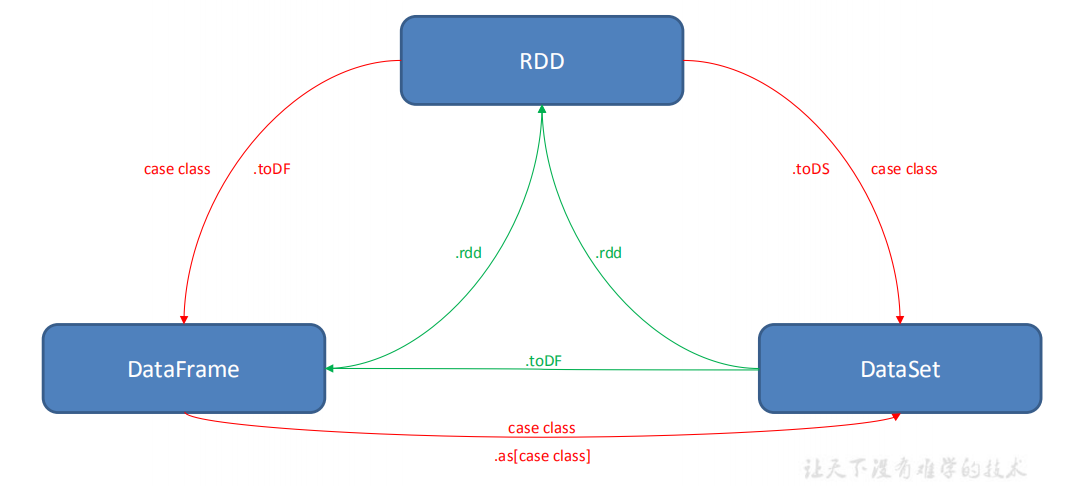 RDD
case class
.toDF
.toDS
case class
.rdd
.rdd
DataFrame
.toDF
DataSet
case class
.as[case class]
让天下没有难学的技术